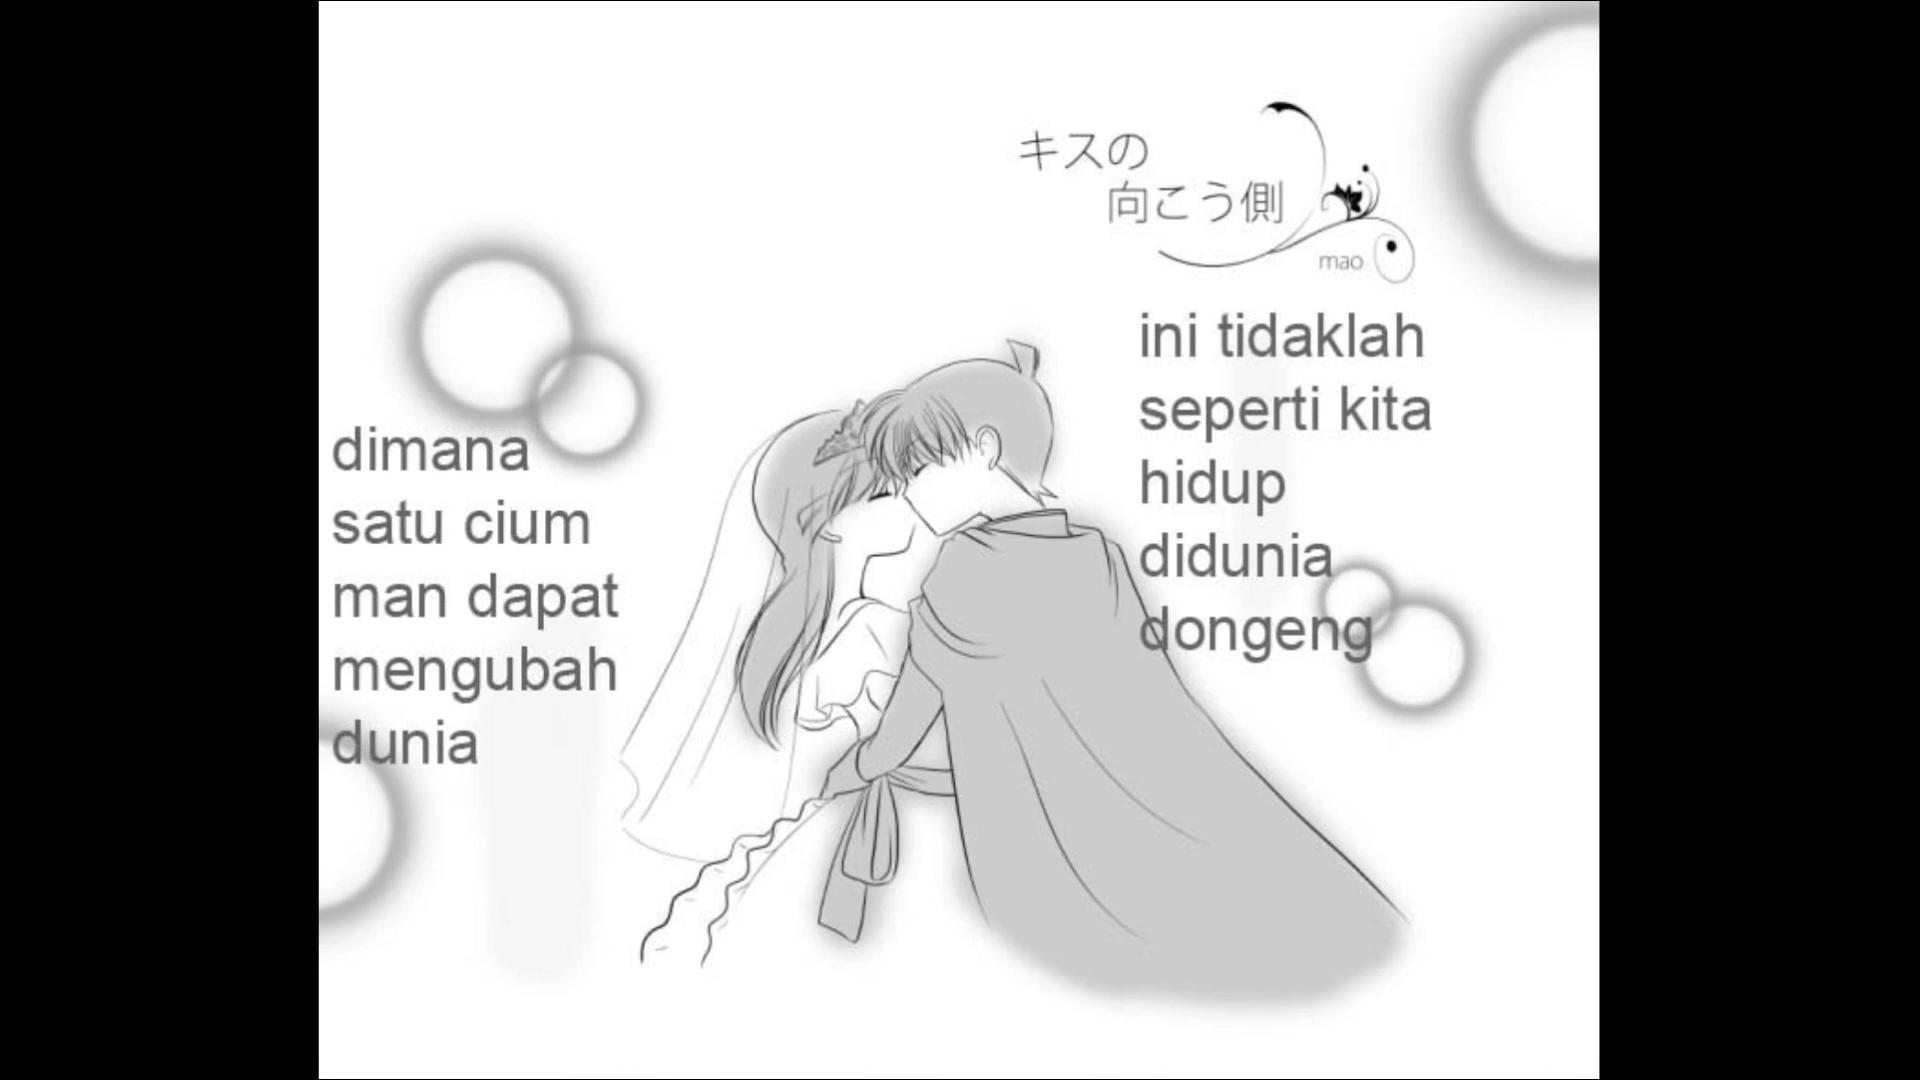 キスの
向こう側
mao
ini tidaklah
seperti kita
hidup
didunia
dongeng
dimana
satu cium
man dapat
mengubah
dunia